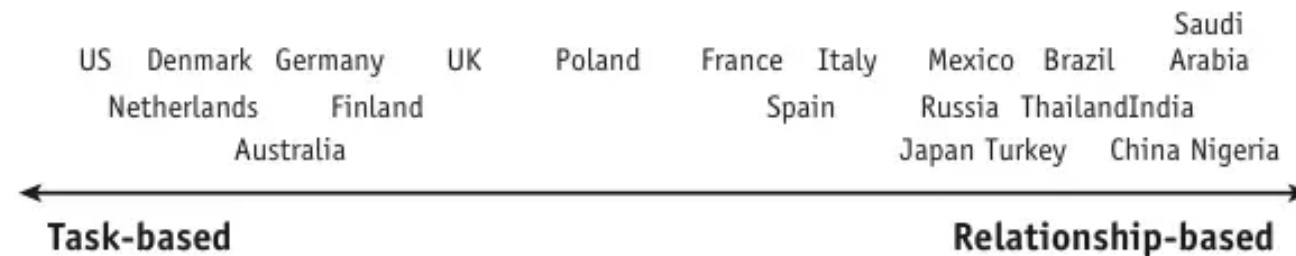 Saudi
US Denmark Germany UK Poland France Italy Mexico Brazil Arabia
Netherlands Finland Spain Russia ThailandIndia
Australia Japan Turkey China Nigeria
Task-based Relationship-based